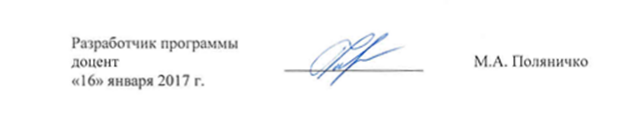 Разработчик программы
доцент М.А. Поляничко
«16» января 2017 г.